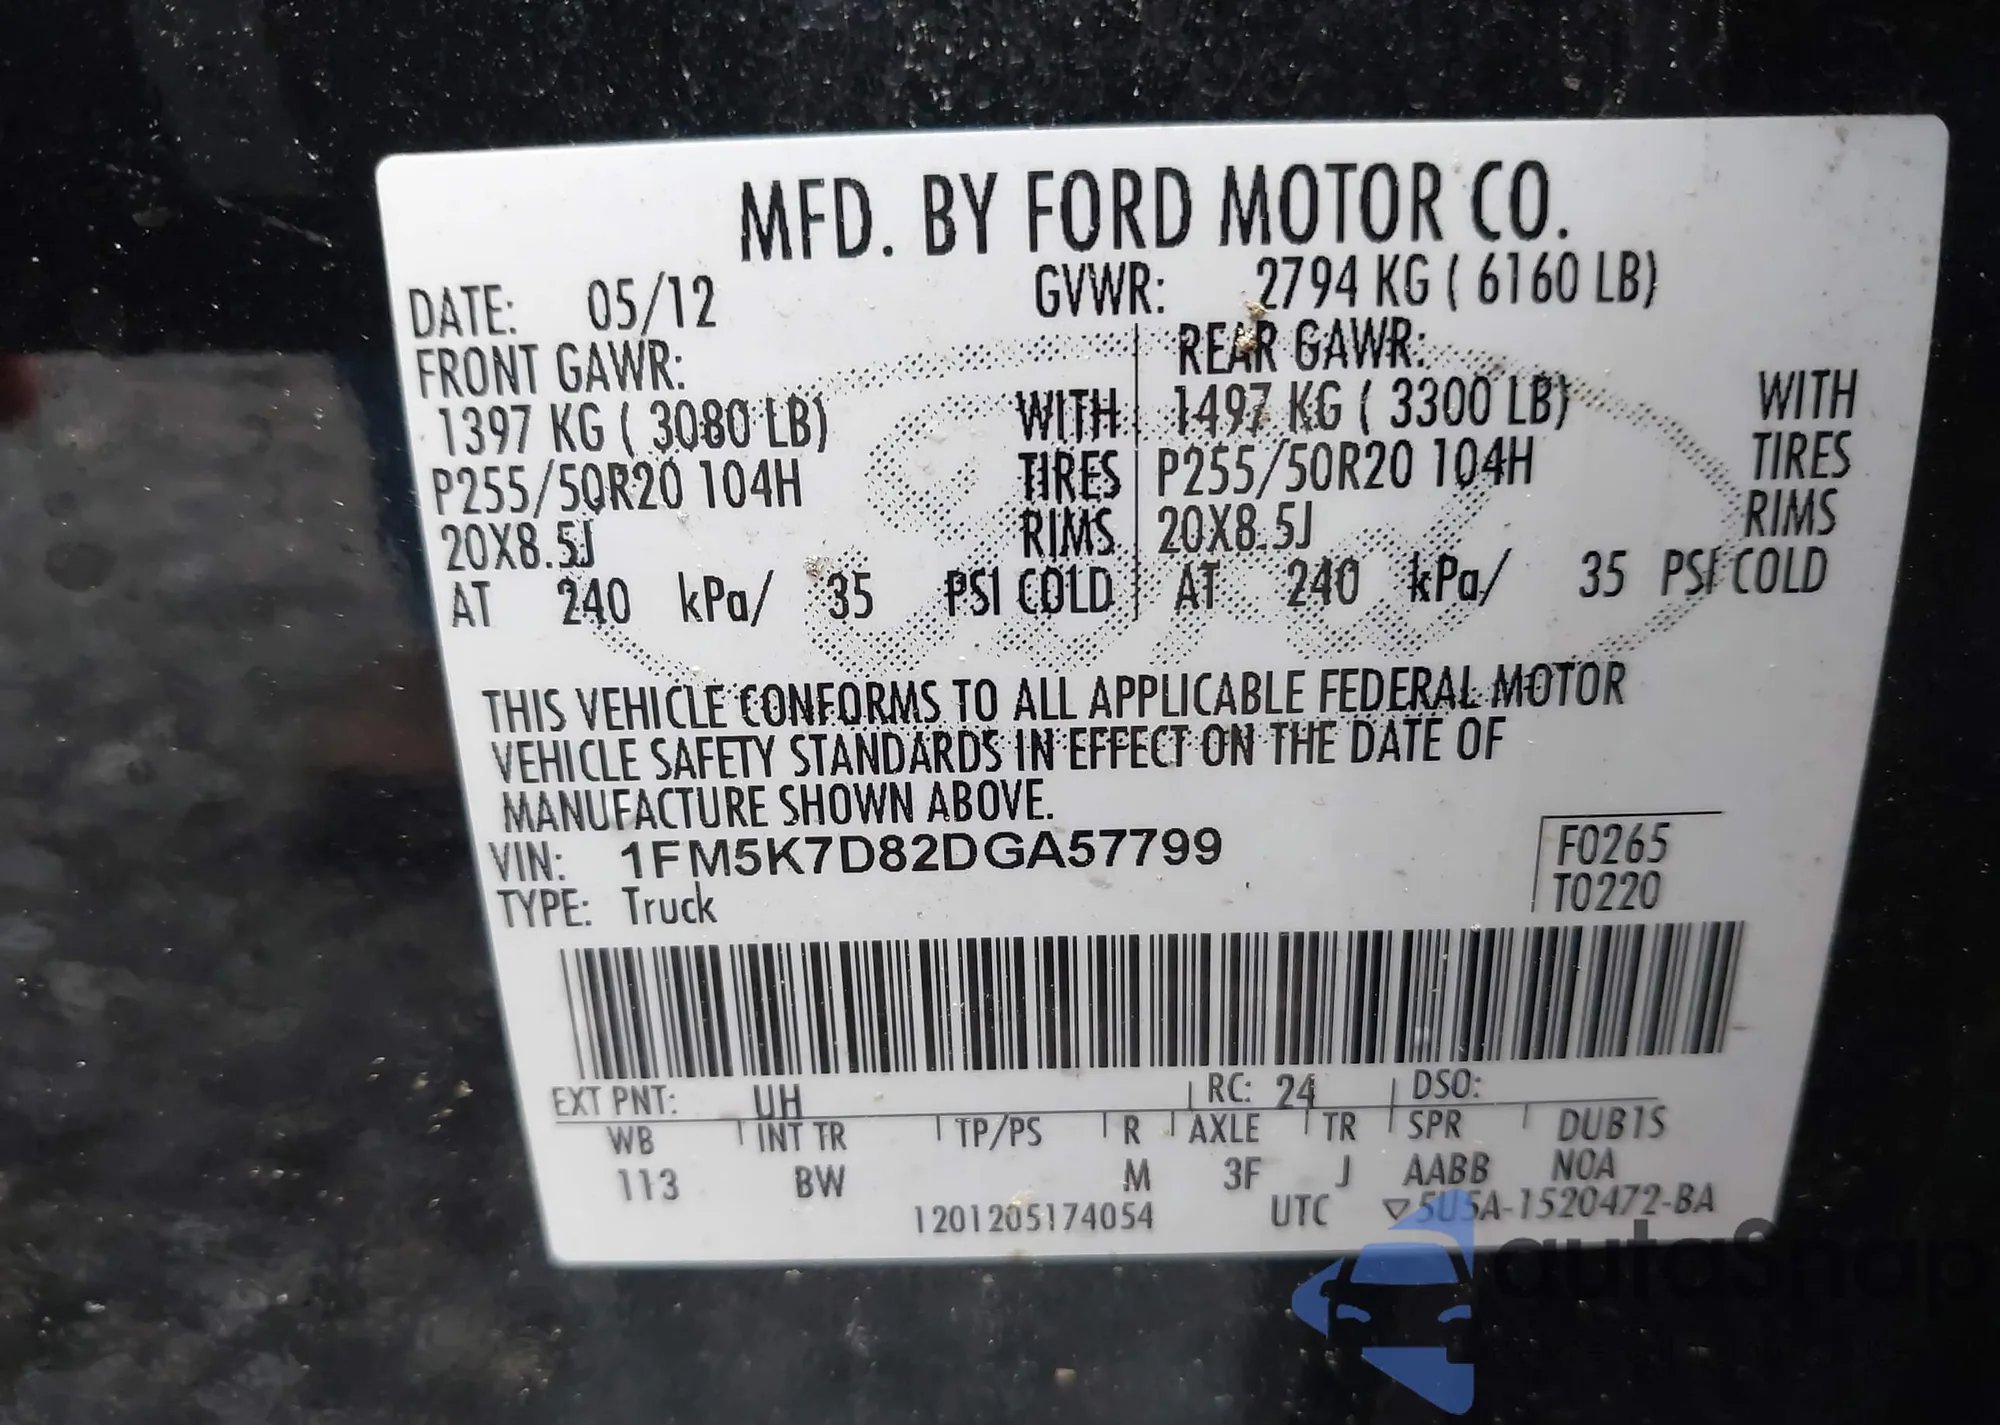 MFD. BY FORD MOTOR CO.
DATE: 05/12 GVWR: 2794 KG ( 6160 LB)
FRONT GAWR: REAR GAWR:
1397 KG ( 3080 LB) WITH 1497 KG ( 3300 LB) WITH
P255/50R20 104H TIRES P255/50R20 104H TIRES
20X8.5J RIMS 20X8.5J RIMS
AT 240 kPa/ 35 PSI COLD AT 240 kPa/ 35 PSI COLD
THIS VEHICLE CONFORMS TO ALL APPLICABLE FEDERAL MOTOR
VEHICLE SAFETY STANDARDS IN EFFECT ON THE DATE OF
MANUFACTURE SHOWN ABOVE.
VIN: 1FM5K7D82DGA57799 F0265
TYPE: Truck T0220
EXT PNT: UH RC: 24 DSO:
WB INT TR TP/PS R AXLE TR SPR DUB1S
113 BW M 3F J AABB NOA
1201205174054 UTC ▽5U5A-1520472-BA
autoSnap